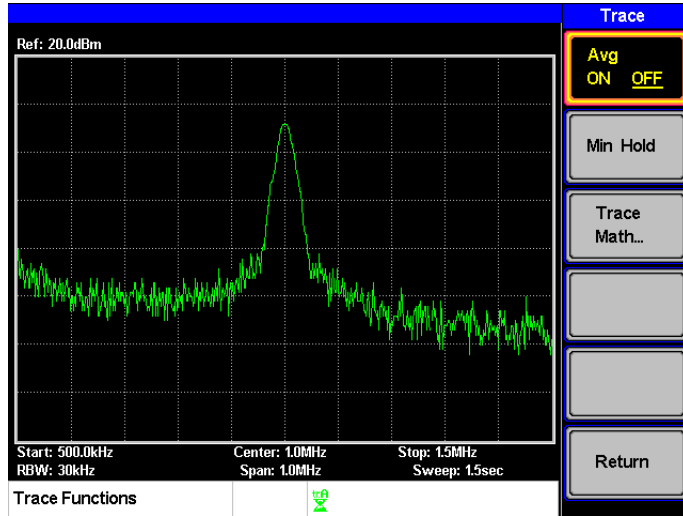 Trace
Ref: 20.0dBm
Avg
ON OFF
Min Hold
Trace
Math...
Return
Start: 500.0kHz Center: 1.0MHz Stop: 1.5MHz
RBW: 30kHz Span: 1.0MHz Sweep: 1.5sec
Trace Functions
trA